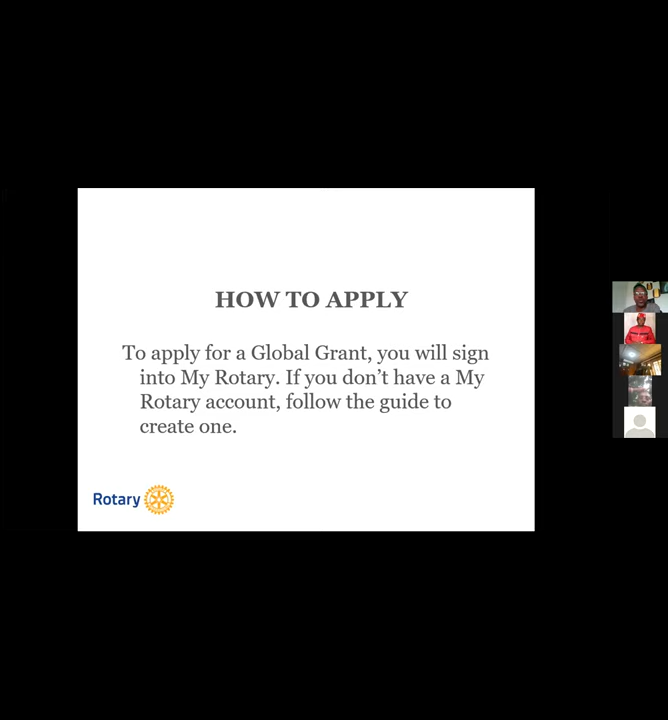 HOW TO APPLY
To apply for a Global Grant, you will sign
into My Rotary. If you don’t have a My
Rotary account, follow the guide to
create one.
Rotary